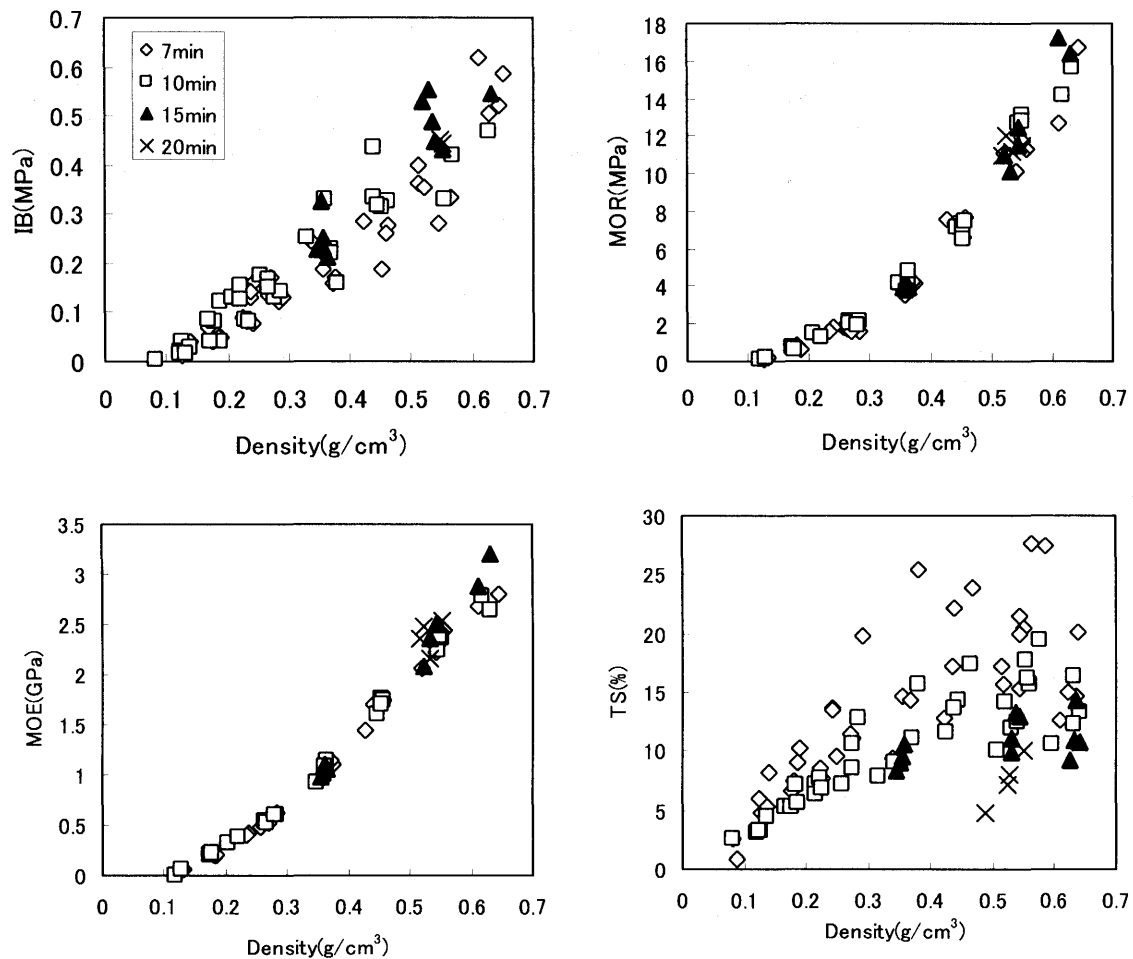 0.7
0.6
0.5
0.4
0.3
0.2
0.1
0
IB(MPa)
7min
10min
15min
20min
0 0.1 0.2 0.3 0.4 0.5 0.6 0.7
Density(g/cm³)
18
16
14
12
10
8
6
4
2
0
MOR(MPa)
0 0.1 0.2 0.3 0.4 0.5 0.6 0.7
Density(g/cm³)
3.5
3
2.5
2
1.5
1
0.5
0
MOE(GPa)
0 0.1 0.2 0.3 0.4 0.5 0.6 0.7
Density(g/cm³)
30
25
20
15
10
5
0
TS(%)
0 0.1 0.2 0.3 0.4 0.5 0.6 0.7
Density(g/cm³)